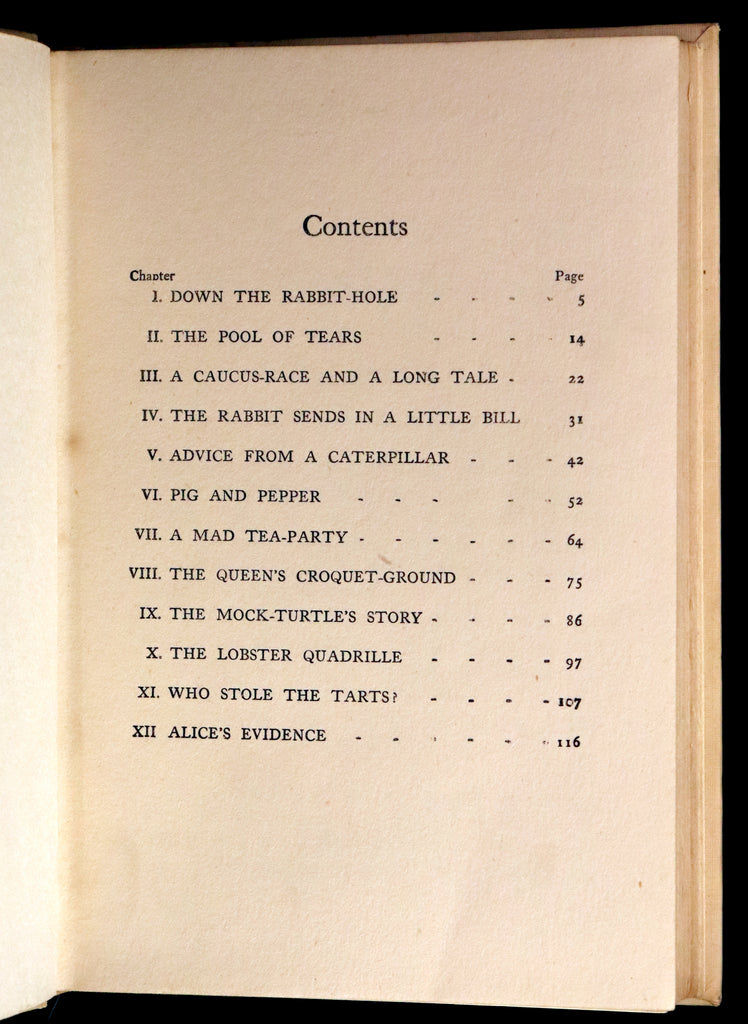 Contents
Chapter Page
I. DOWN THE RABBIT-HOLE - - - - 5
II. THE POOL OF TEARS - - - - 14
III. A CAUCUS-RACE AND A LONG TALE - 22
IV. THE RABBIT SENDS IN A LITTLE BILL 31
V. ADVICE FROM A CATERPILLAR - - - 42
VI. PIG AND PEPPER - - - - - 52
VII. A MAD TEA-PARTY - - - - - - 64
VIII. THE QUEEN'S CROQUET-GROUND - - - 75
IX. THE MOCK-TURTLE'S STORY - - - - 86
X. THE LOBSTER QUADRILLE - - - - 97
XI. WHO STOLE THE TARTS? - - - - 107
XII ALICE'S EVIDENCE - - - - - - 116